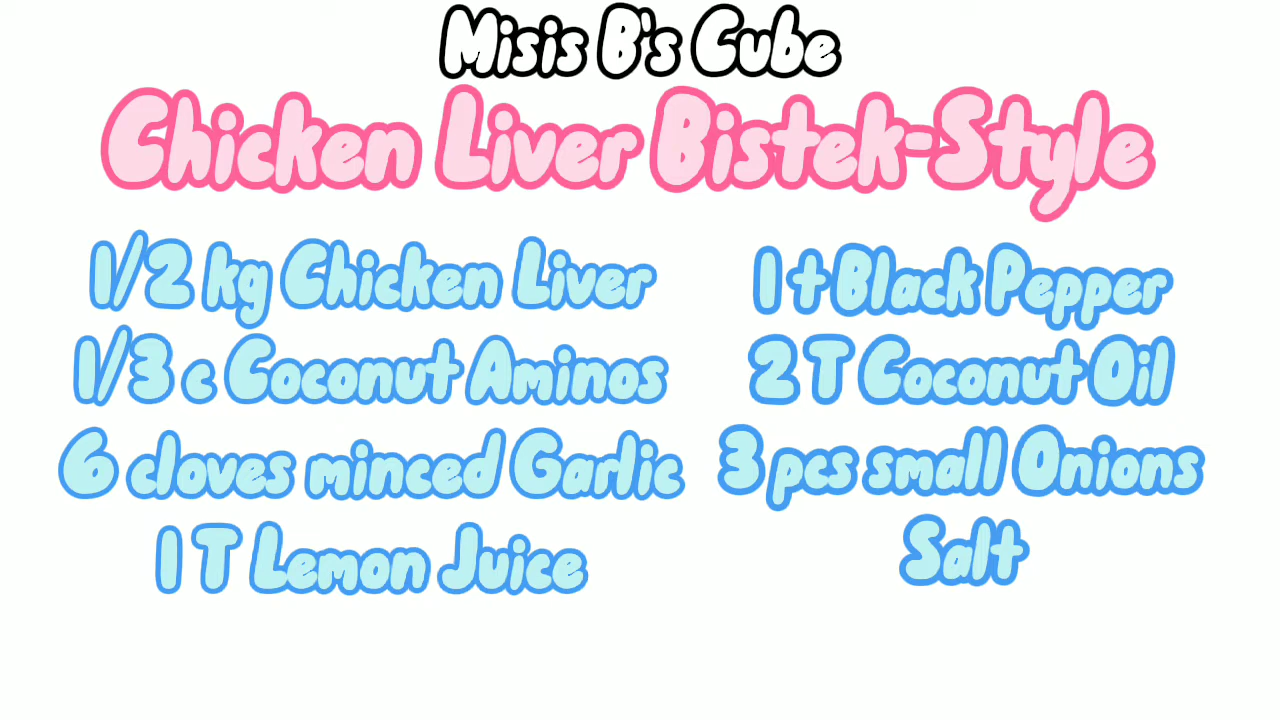 Misis B's Cube
Chicken Liver Bistek-Style
1/2 kg Chicken Liver
1/3 c Coconut Aminos
6 cloves minced Garlic
1 T Lemon Juice
1 t Black Pepper
2 T Coconut Oil
3 pcs small Onions
Salt